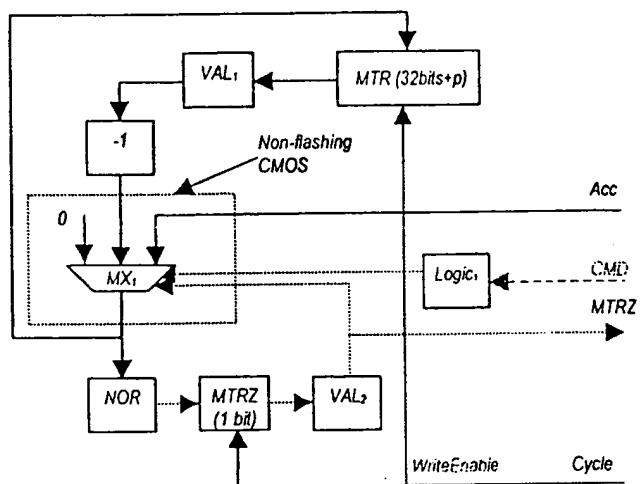 VAL₁
MTR (32bits+p)
-1
Non-flashing
CMOS
Acc
0
MX₁
Logic₁
CMD
MTRZ
NOR
MTRZ
(1 bit)
VAL₂
WriteEnable
Cycle